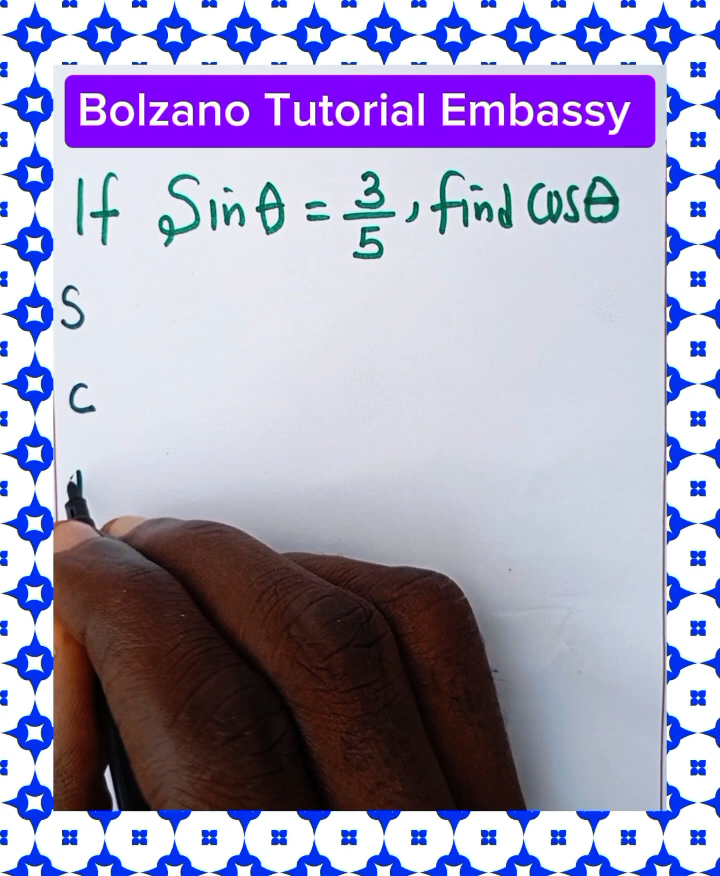 Bolzano Tutorial Embassy
If Sinθ = 3/5, find cosθ
S
C